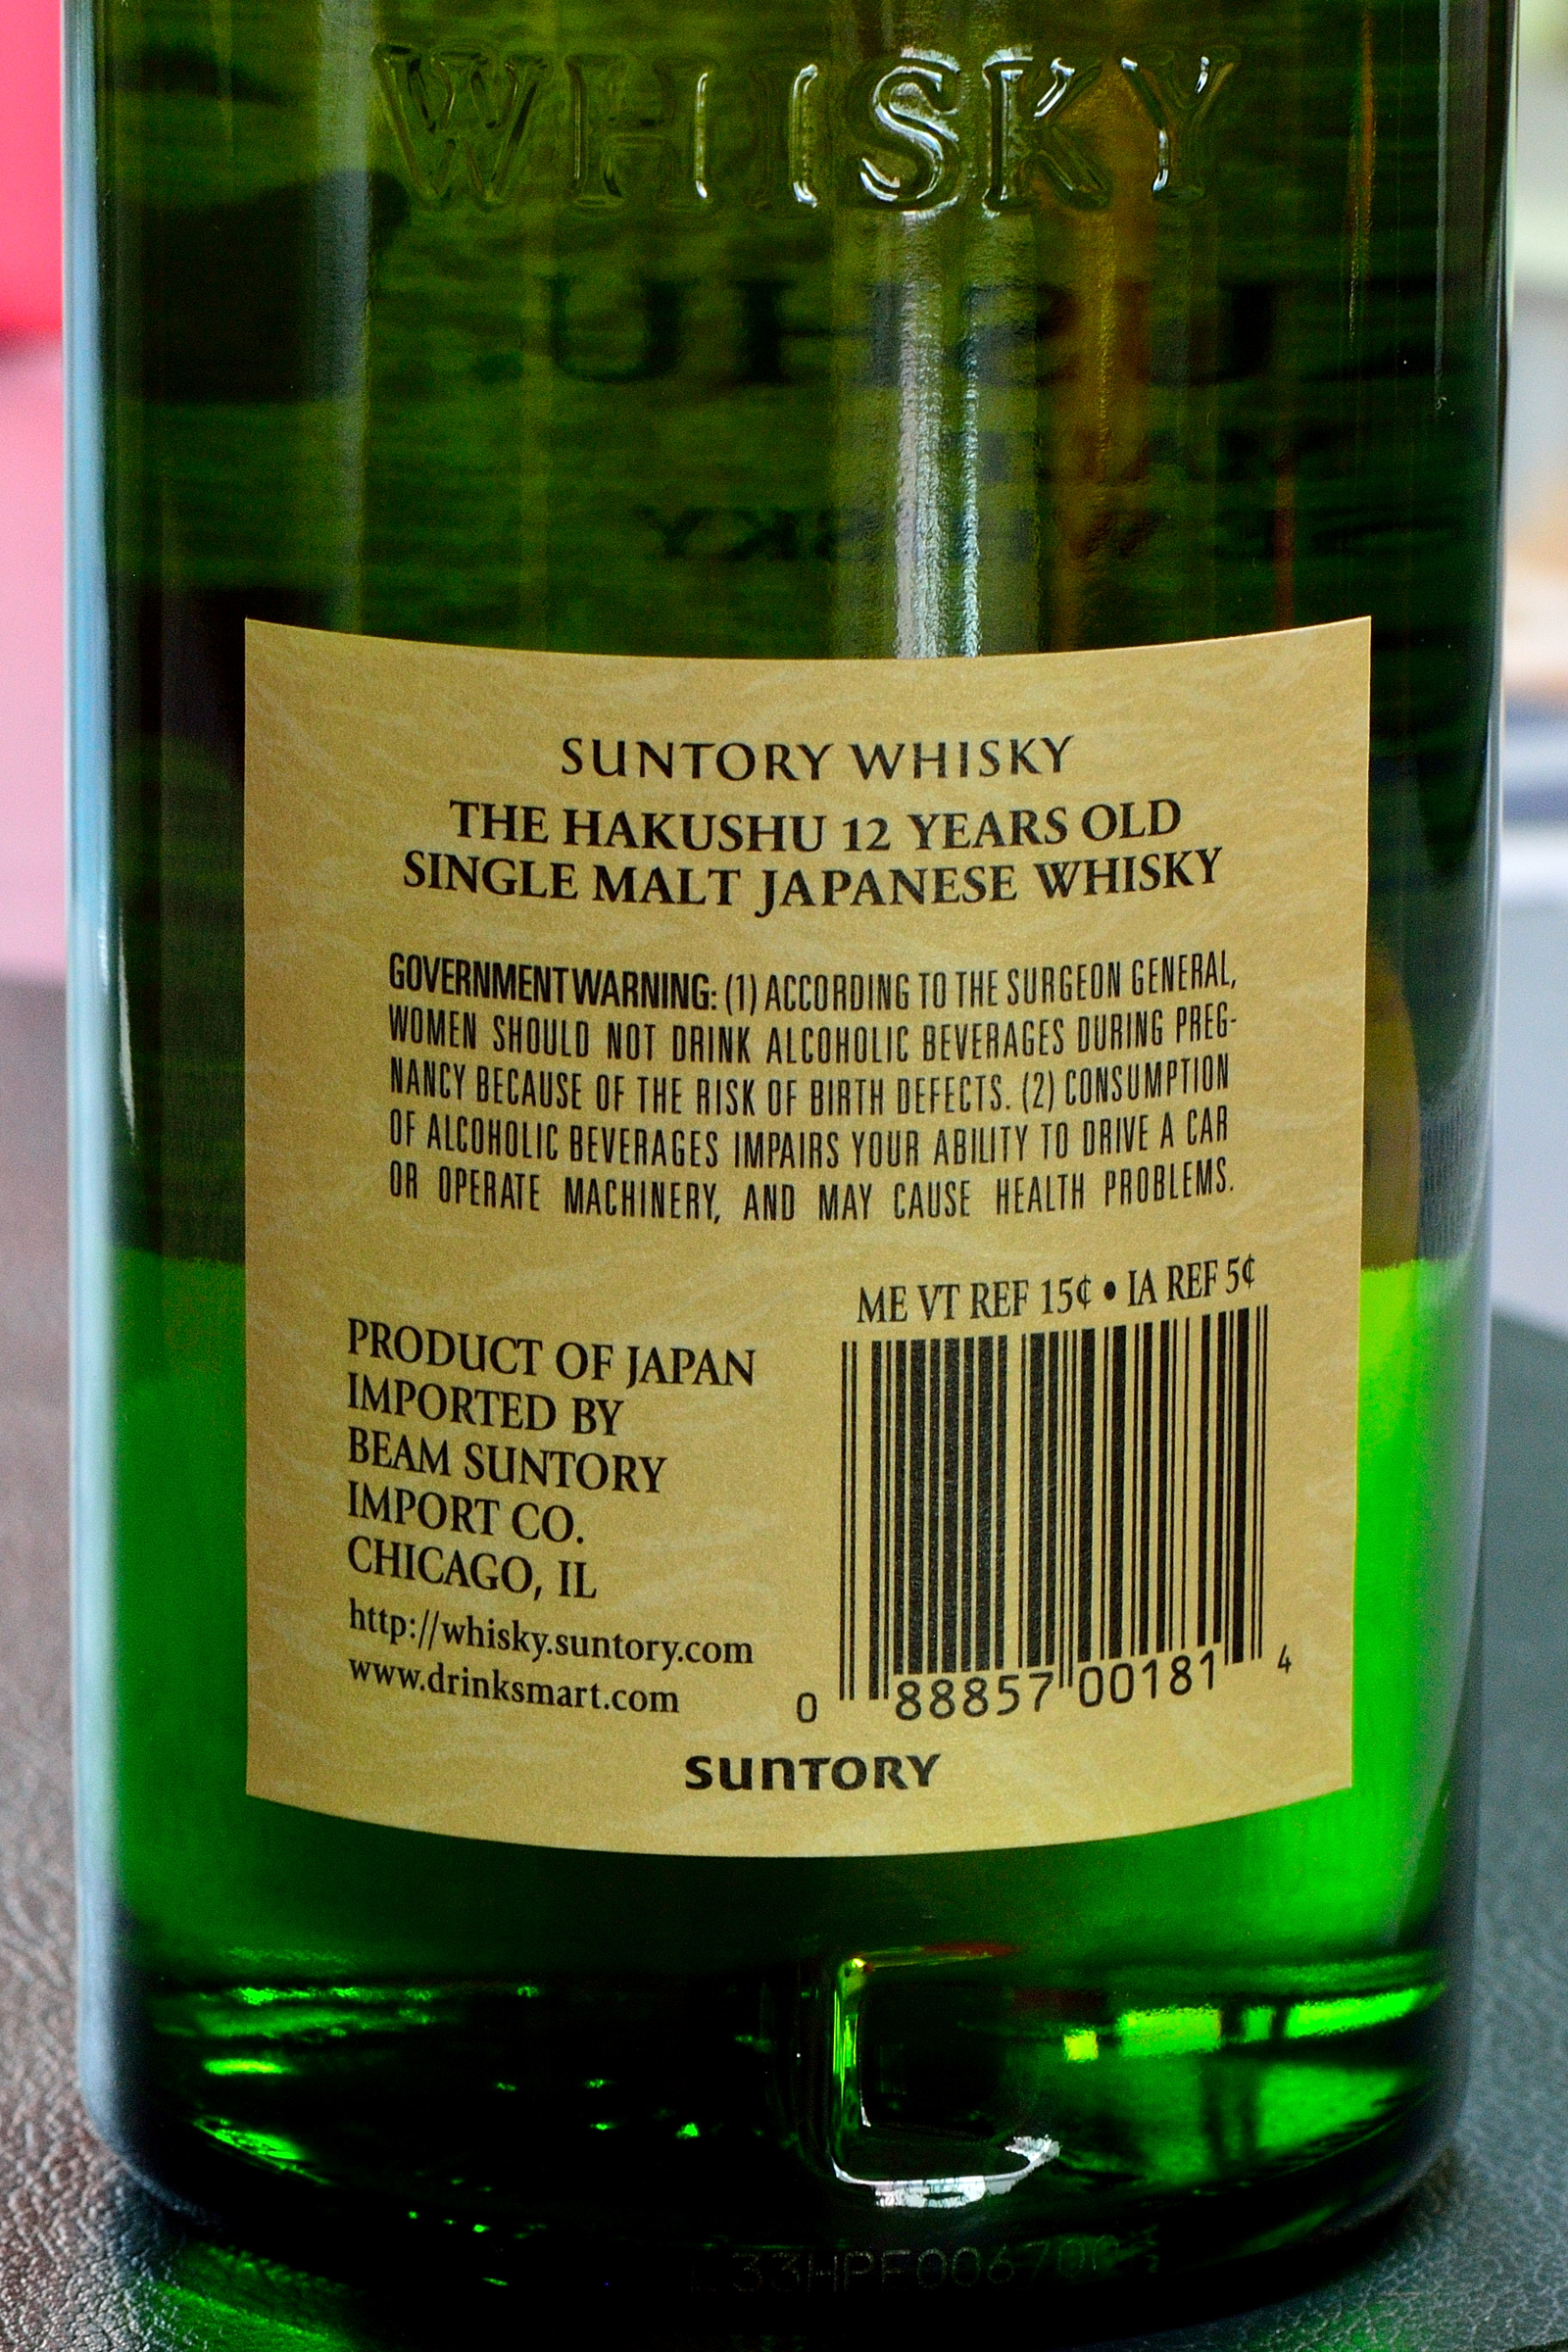 WHISKY
SUNTORY WHISKY
THE HAKUSHU 12 YEARS OLD
SINGLE MALT JAPANESE WHISKY
GOVERNMENT WARNING: (1) ACCORDING TO THE SURGEON GENERAL,
WOMEN SHOULD NOT DRINK ALCOHOLIC BEVERAGES DURING PREG-
NANCY BECAUSE OF THE RISK OF BIRTH DEFECTS. (2) CONSUMPTION
OF ALCOHOLIC BEVERAGES IMPAIRS YOUR ABILITY TO DRIVE A CAR
OR OPERATE MACHINERY, AND MAY CAUSE HEALTH PROBLEMS.
ME VT REF 15¢ • IA REF 5¢
PRODUCT OF JAPAN
IMPORTED BY
BEAM SUNTORY
IMPORT CO.
CHICAGO, IL
http://whisky.suntory.com
www.drinksmart.com
0 88857 00181 4
SUNTORY